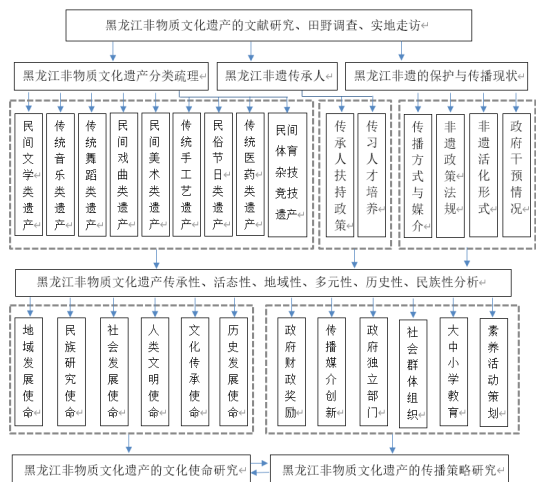 黑龙江非物质文化遗产的文献研究、田野调查、实地走访
黑龙江非物质文化遗产分类疏理
黑龙江非遗传承人
黑龙江非遗的保护与传播现状
民间文学类遗产
传统音乐类遗产
传统舞蹈类遗产
民间戏曲类遗产
民间美术类遗产
传统手工艺遗产
民俗节日类遗产
传统医药类遗产
民间
体育
杂技
竞技
遗产
传承人扶持政策
传习人才培养
传播方式与媒介
非遗政策法规
非遗活化形式
政府干预情况
黑龙江非物质文化遗产传承性、活态性、地域性、多元性、历史性、民族性分析
地域发展使命
民族研究使命
社会发展使命
人类文明使命
文化传承使命
历史发展使命
政府财政奖励
传播媒介创新
政府独立部门
社会群体组织
大中小学教育
素养活动策划
黑龙江非物质文化遗产的文化使命研究
黑龙江非物质文化遗产的传播策略研究